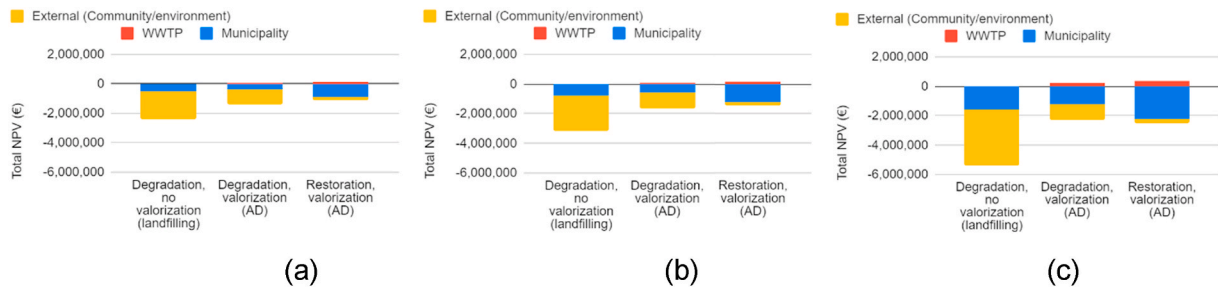 External (Community/environment)
WWTP Municipality
2,000,000
0
-2,000,000
-4,000,000
-6,000,000
Total NPV (€)
Degradation, no valorization (landfilling)
Degradation, valorization (AD)
Restoration, valorization (AD)
(a)
External (Community/environment)
WWTP Municipality
2,000,000
0
-2,000,000
-4,000,000
-6,000,000
Total NPV (€)
Degradation, no valorization (landfilling)
Degradation, valorization (AD)
Restoration, valorization (AD)
(b)
External (Community/environment)
WWTP Municipality
2,000,000
0
-2,000,000
-4,000,000
-6,000,000
Total NPV (€)
Degradation, no valorization (landfilling)
Degradation, valorization (AD)
Restoration, valorization (AD)
(c)